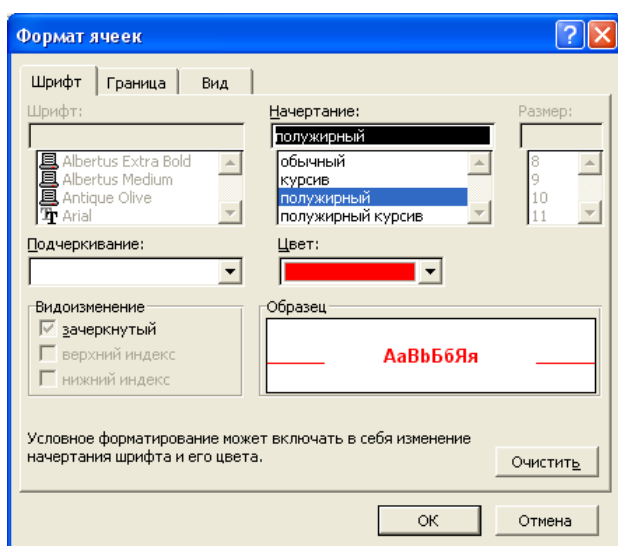 Формат ячеек
Шрифт Граница Вид
Шрифт: Начертание: Размер:
полужирный
Albertus Extra Bold обычный 8
Albertus Medium курсив 9
Antique Olive полужирный 10
Arial полужирный курсив 11
Подчеркивание: Цвет:
Видоизменение Образец
зачеркнутый
верхний индекс
нижний индекс
АаВbБбЯя
Условное форматирование может включать в себя изменение
начертания шрифта и его цвета.
Очистить
ОК Отмена